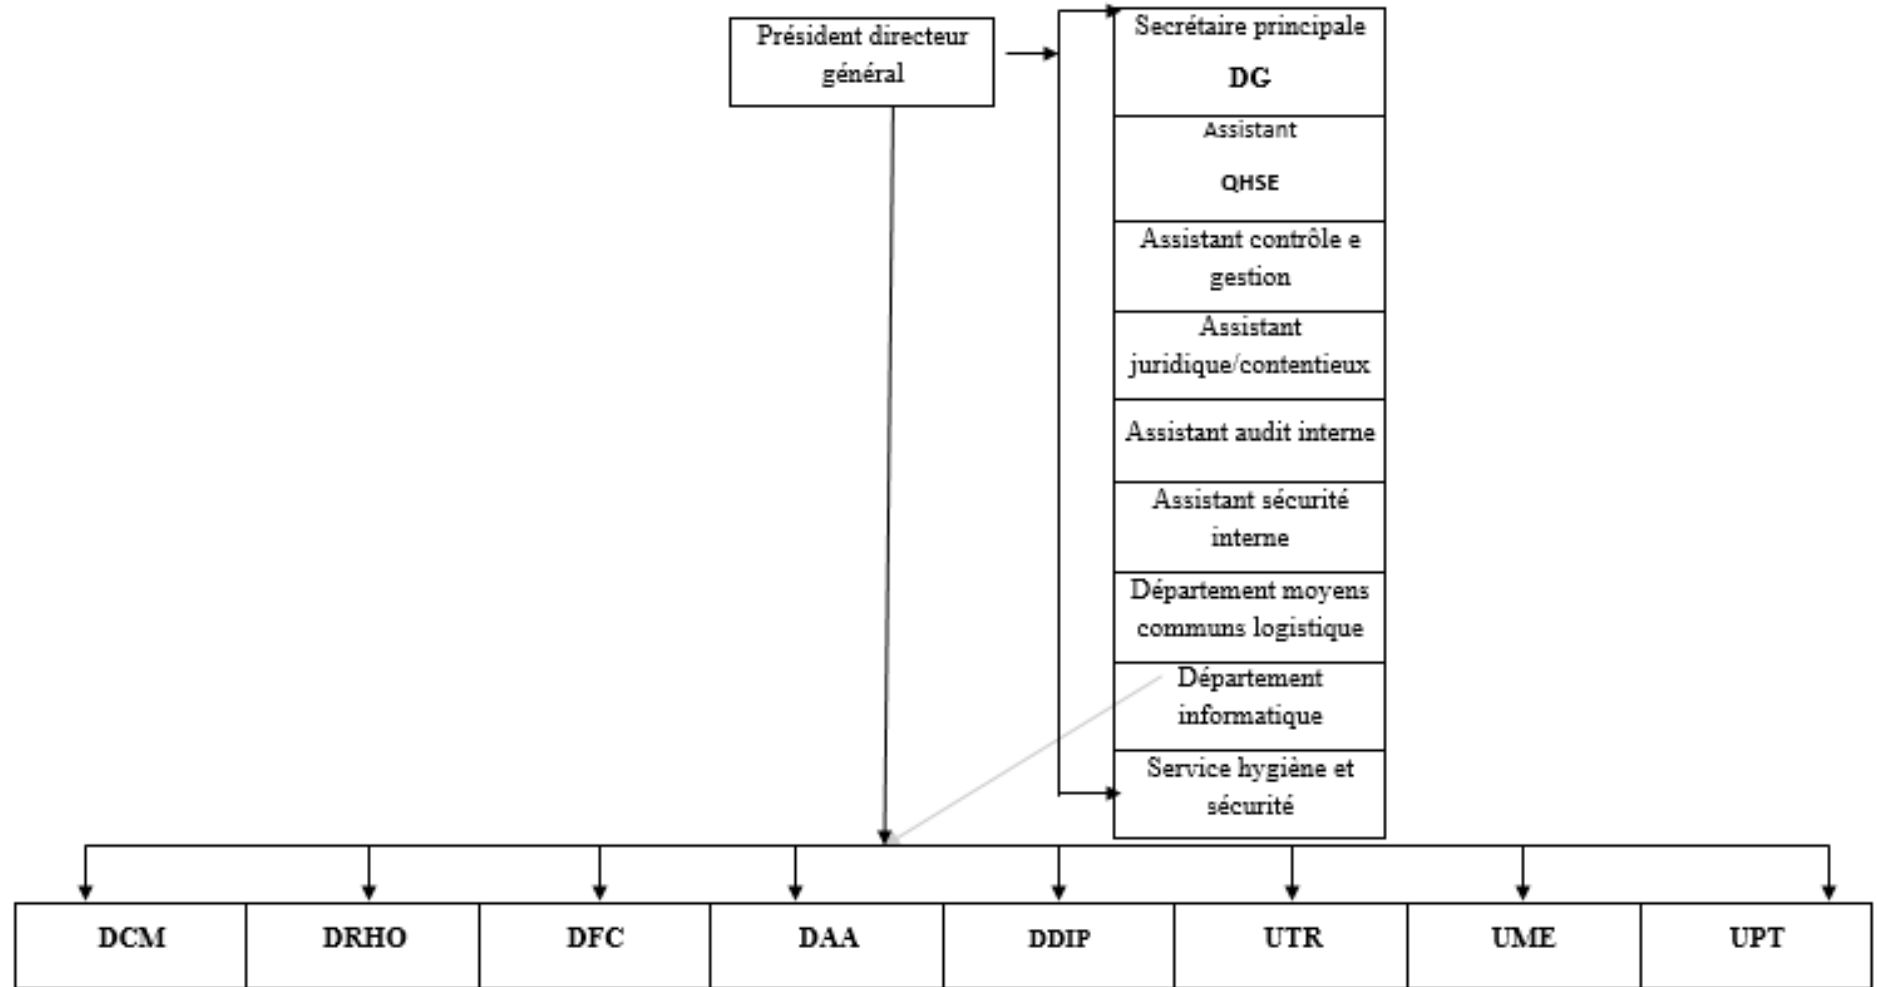 Président directeur
général
Secrétaire principale
DG
Assistant
QHSE
Assistant contrôle e
gestion
Assistant
juridique/contentieux
Assistant audit interne
Assistant sécurité
interne
Département moyens
communs logistique
Département
informatique
Service hygiène et
sécurité
DCM
DRHO
DFC
DAA
DDIP
UTR
UME
UPT